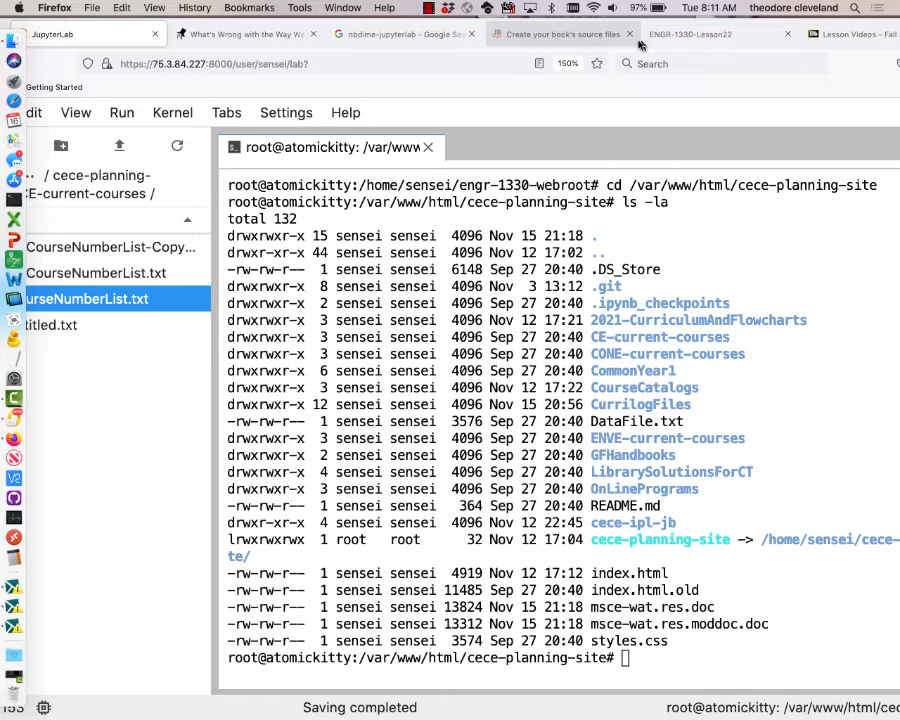 Firefox File Edit View History Bookmarks Tools Window Help 97% Tue 8:11 AM theodore cleveland
JupyterLab What's Wrong with the Way We nbdime-jupyterlab - Google Sea Create your book's source files ENGR-1330-Lesson22 Lesson Videos – Fall
https://75.3.84.227:8000/user/sensei/lab? 150% Search
Getting Started
dit View Run Kernel Tabs Settings Help
root@atomickitty: /var/www
/ cece-planning-
CE-current-courses /
CourseNumberList-Copy...
CourseNumberList.txt
urseNumberList.txt
titled.txt
root@atomickitty:/home/sensei/engr-1330-webroot# cd /var/www/html/cece-planning-site
root@atomickitty:/var/www/html/cece-planning-site# ls -la
total 132
drwxrwxr-x 15 sensei sensei 4096 Nov 15 21:18 .
drwxr-xr-x 44 sensei sensei 4096 Nov 12 17:02 ..
-rw-rw-r-- 1 sensei sensei 6148 Sep 27 20:40 .DS_Store
drwxrwxr-x 8 sensei sensei 4096 Nov 3 13:12 .git
drwxrwxr-x 2 sensei sensei 4096 Sep 27 20:40 .ipynb_checkpoints
drwxrwxr-x 3 sensei sensei 4096 Nov 12 17:21 2021-CurriculumAndFlowcharts
drwxrwxr-x 3 sensei sensei 4096 Sep 27 20:40 CE-current-courses
drwxrwxr-x 3 sensei sensei 4096 Sep 27 20:40 CONE-current-courses
drwxrwxr-x 6 sensei sensei 4096 Sep 27 20:40 CommonYear1
drwxrwxr-x 3 sensei sensei 4096 Nov 12 17:22 CourseCatalogs
drwxrwxr-x 12 sensei sensei 4096 Nov 15 20:56 CurrilogFiles
-rw-rw-r-- 1 sensei sensei 3576 Sep 27 20:40 DataFile.txt
drwxrwxr-x 3 sensei sensei 4096 Sep 27 20:40 ENVE-current-courses
drwxrwxr-x 2 sensei sensei 4096 Sep 27 20:40 GFHandbooks
drwxrwxr-x 4 sensei sensei 4096 Sep 27 20:40 LibrarySolutionsForCT
drwxrwxr-x 3 sensei sensei 4096 Sep 27 20:40 OnLinePrograms
-rw-rw-r-- 1 sensei sensei 364 Sep 27 20:40 README.md
drwxr-xr-x 4 sensei sensei 4096 Nov 12 22:45 cece-ipl-jb
lrwxrwxrwx 1 root root 32 Nov 12 17:04 cece-planning-site -> /home/sensei/cece-
te/
-rw-rw-r-- 1 sensei sensei 4919 Nov 12 17:12 index.html
-rw-rw-r-- 1 sensei sensei 11485 Sep 27 20:40 index.html.old
-rw-rw-r-- 1 sensei sensei 13824 Nov 15 21:18 msce-wat.res.doc
-rw-rw-r-- 1 sensei sensei 13312 Nov 15 21:18 msce-wat.res.moddoc.doc
-rw-rw-r-- 1 sensei sensei 3574 Sep 27 20:40 styles.css
root@atomickitty:/var/www/html/cece-planning-site#
153 Saving completed root@atomickitty: /var/www/html/ce